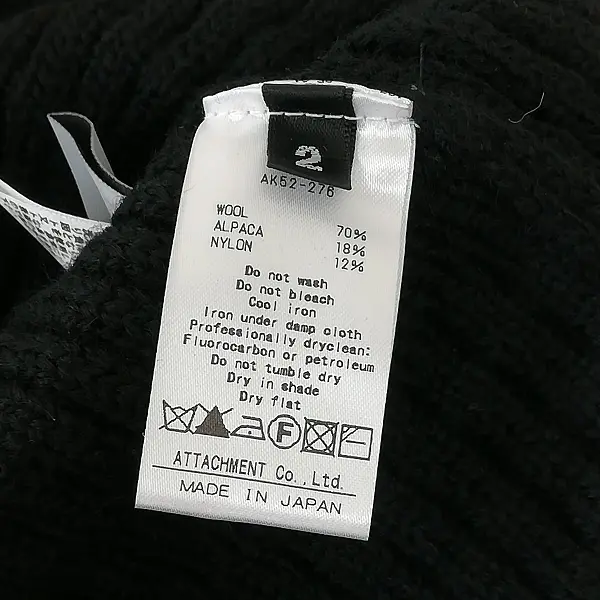 2
AK52-276
WOOL 70%
ALPACA 18%
NYLON 12%
Do not wash
Do not bleach
Cool iron
Iron under damp cloth
Professionally dryclean:
Fluorocarbon or petroleum
Do not tumble dry
Dry in shade
Dry flat
F
ATTACHMENT Co.,Ltd.
MADE IN JAPAN